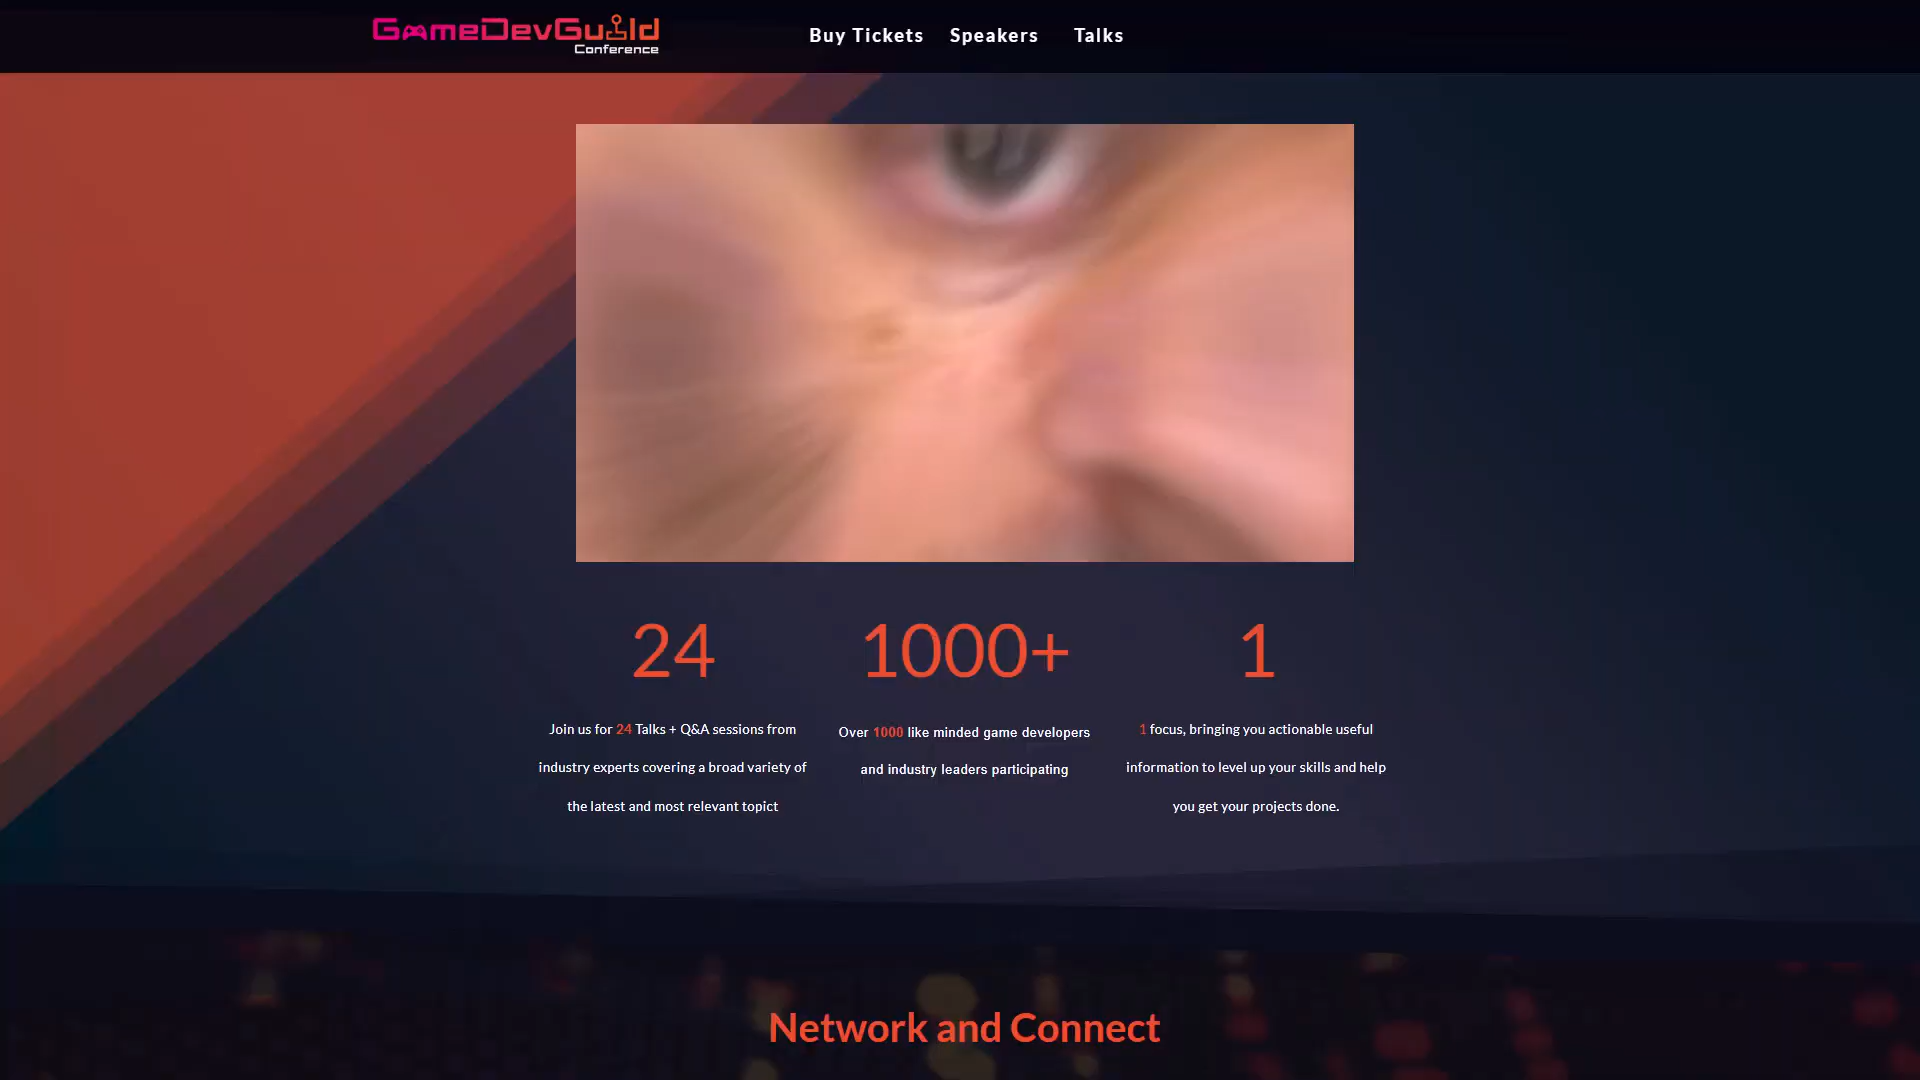 GameDevGuild
Conference
Buy Tickets
Speakers
Talks
24
1000+
1
Join us for 24 Talks + Q&A sessions from
industry experts covering a broad variety of
the latest and most relevant topict
Over 1000 like minded game developers
and industry leaders participating
1 focus, bringing you actionable useful
information to level up your skills and help
you get your projects done.
Network and Connect